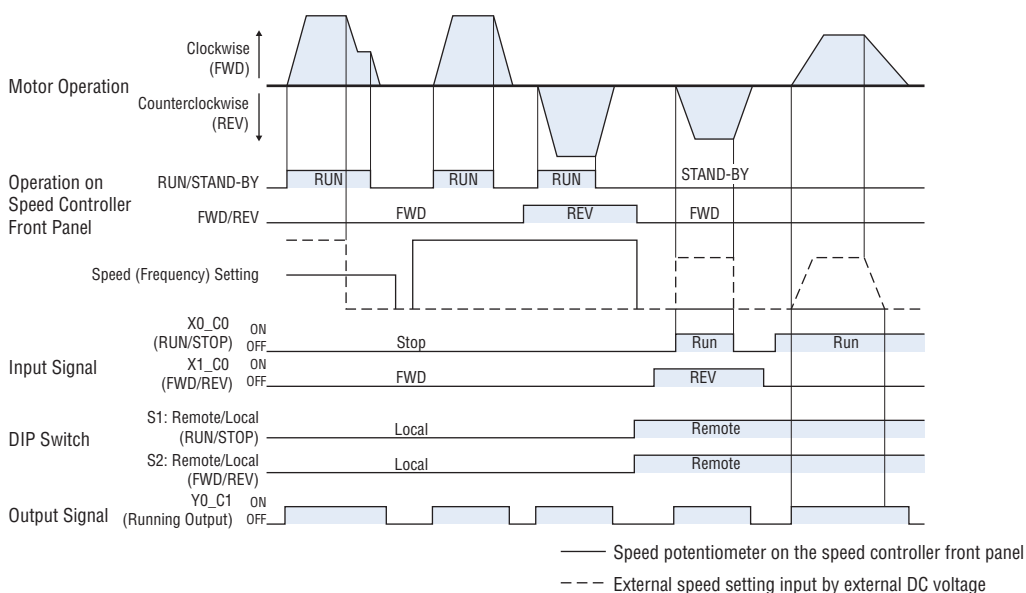 Clockwise
(FWD)
Motor Operation
Counterclockwise
(REV)
Operation on
Speed Controller
Front Panel
RUN/STAND-BY
RUN
RUN
RUN
STAND-BY
FWD/REV
FWD
REV
FWD
Speed (Frequency) Setting
Input Signal
X0_C0
(RUN/STOP)
ON
OFF
Stop
Run
Run
X1_C0
(FWD/REV)
ON
OFF
FWD
REV
DIP Switch
S1: Remote/Local
(RUN/STOP)
Local
Remote
S2: Remote/Local
(FWD/REV)
Local
Remote
Output Signal
Y0_C1
(Running Output)
ON
OFF
Speed potentiometer on the speed controller front panel
External speed setting input by external DC voltage